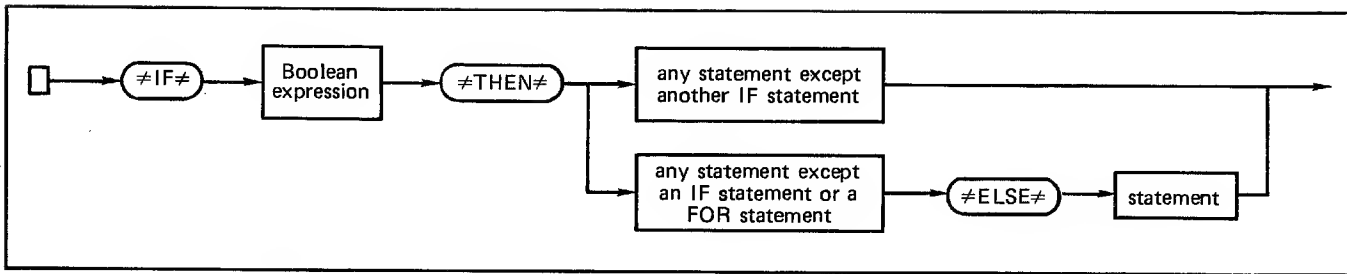 ≠IF≠
Boolean
expression
≠THEN≠
any statement except
another IF statement
any statement except
an IF statement or a
FOR statement
≠ELSE≠
statement